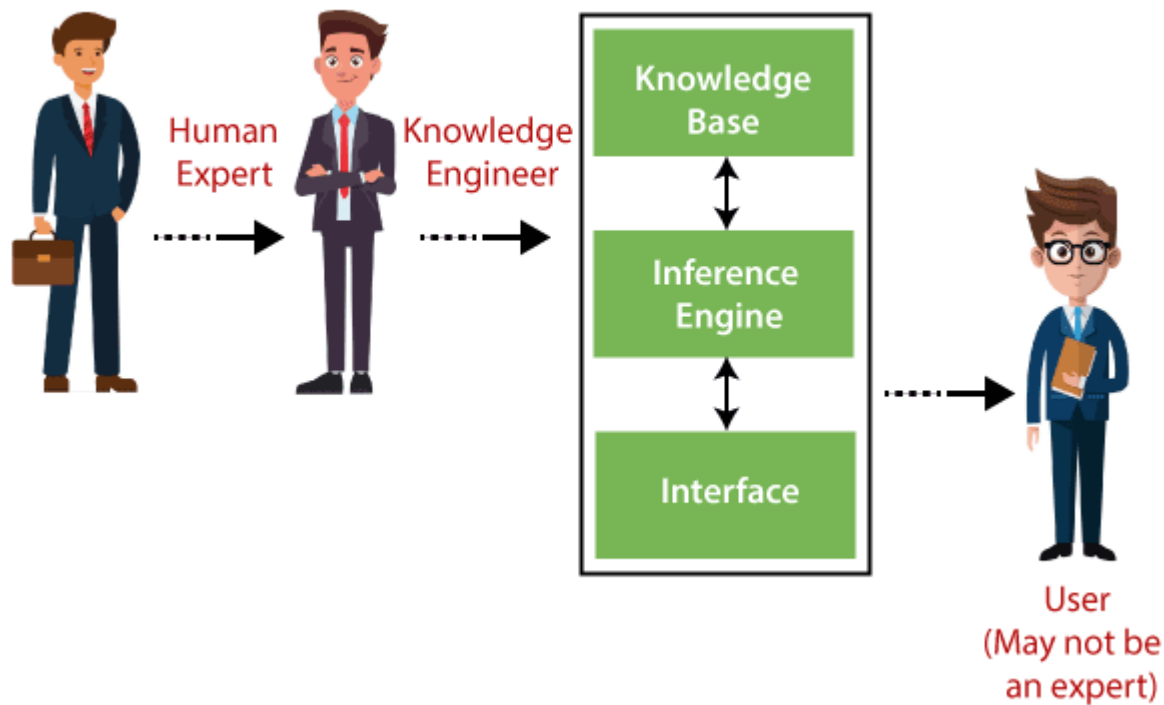 Human
Expert
Knowledge
Engineer
Knowledge
Base
Inference
Engine
Interface
User
(May not be
an expert)